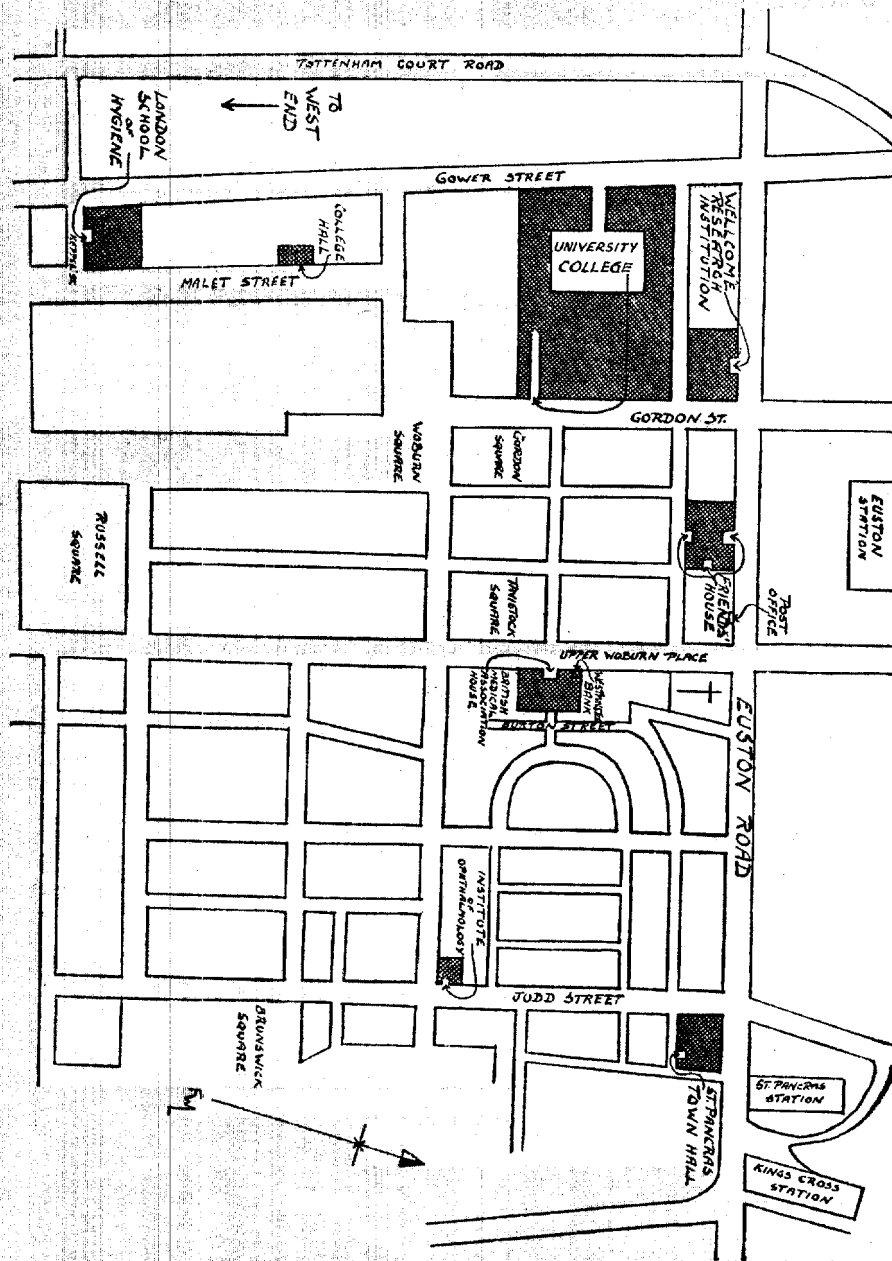 TOTTENHAM COURT ROAD
TO
WEST
END
LONDON
SCHOOL
OF
HYGIENE
GOWER STREET
WELLCOME
RESEARCH
INSTITUTION
COLLEGE
HALL
UNIVERSITY
COLLEGE
KEPPEL ST
MALET STREET
GORDON ST.
WOBURN
SQUARE
GORDON
SQUARE
EUSTON
STATION
RUSSELL
SQUARE
TAVISTOCK
SQUARE
FRIENDS'
HOUSE
POST
OFFICE
UPPER WOBURN PLACE
BRITISH
MEDICAL
ASSOCIATION
HOUSE
BANK
BURTON STREET
EUSTON ROAD
INSTITUTE
OF
OPHTHALMOLOGY
JUDD STREET
BRUNSWICK
SQUARE
ST PANCRAS
TOWN HALL
ST. PANCRAS
STATION
KINGS CROSS
STATION